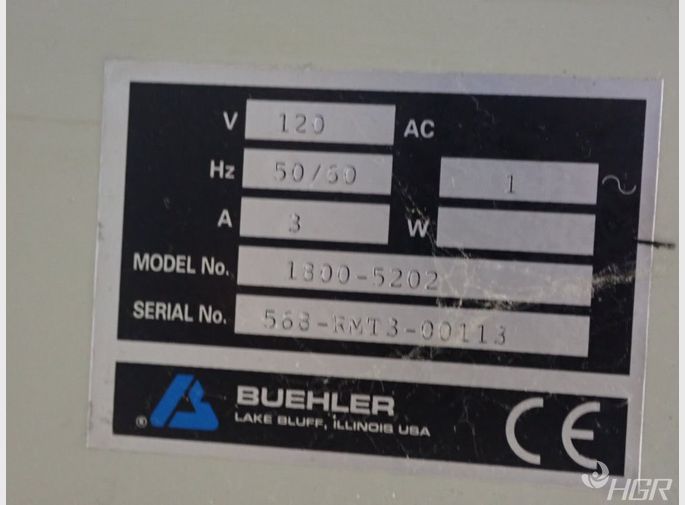 V 120 AC
Hz 50/60 1 ~
A 3 W
MODEL No. 1800-5202
SERIAL No. 568-RMT3-00113
® BUEHLER
LAKE BLUFF, ILLINOIS USA
CE
HGR